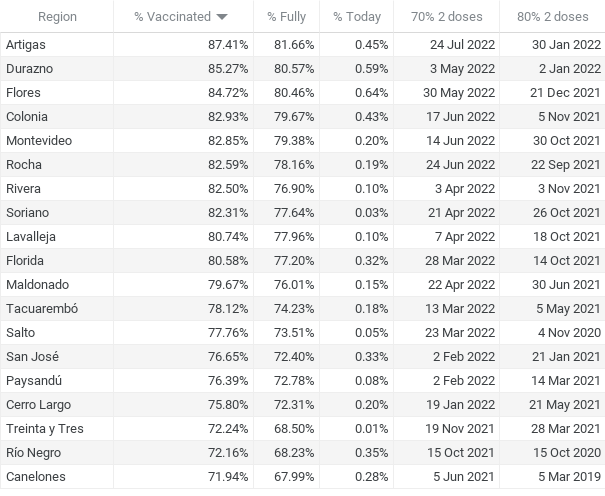 Region % Vaccinated % Fully % Today 70% 2 doses 80% 2 doses
Artigas 87.41% 81.66% 0.45% 24 Jul 2022 30 Jan 2022
Durazno 85.27% 80.57% 0.59% 3 May 2022 2 Jan 2022
Flores 84.72% 80.46% 0.64% 30 May 2022 21 Dec 2021
Colonia 82.93% 79.67% 0.43% 17 Jun 2022 5 Nov 2021
Montevideo 82.85% 79.38% 0.20% 14 Jun 2022 30 Oct 2021
Rocha 82.59% 78.16% 0.19% 24 Jun 2022 22 Sep 2021
Rivera 82.50% 76.90% 0.10% 3 Apr 2022 3 Nov 2021
Soriano 82.31% 77.64% 0.03% 21 Apr 2022 26 Oct 2021
Lavalleja 80.74% 77.96% 0.10% 7 Apr 2022 18 Oct 2021
Florida 80.58% 77.20% 0.32% 28 Mar 2022 14 Oct 2021
Maldonado 79.67% 76.01% 0.15% 22 Apr 2022 30 Jun 2021
Tacuarembó 78.12% 74.23% 0.18% 13 Mar 2022 5 May 2021
Salto 77.76% 73.51% 0.05% 23 Mar 2022 4 Nov 2020
San José 76.65% 72.40% 0.33% 2 Feb 2022 21 Jan 2021
Paysandú 76.39% 72.78% 0.08% 2 Feb 2022 14 Mar 2021
Cerro Largo 75.80% 72.31% 0.20% 19 Jan 2022 21 May 2021
Treinta y Tres 72.24% 68.50% 0.01% 19 Nov 2021 28 Mar 2021
Río Negro 72.16% 68.23% 0.35% 15 Oct 2021 15 Oct 2020
Canelones 71.94% 67.99% 0.28% 5 Jun 2021 5 Mar 2019